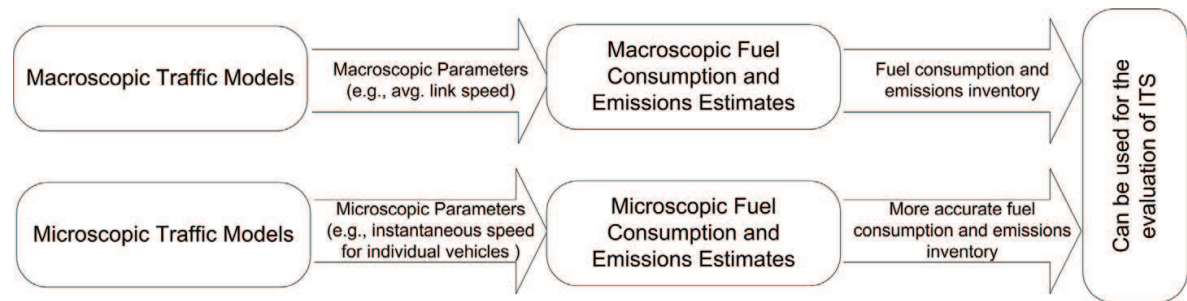 Macroscopic Traffic Models
Macroscopic Parameters
(e.g., avg. link speed)
Macroscopic Fuel
Consumption and
Emissions Estimates
Fuel consumption and
emissions inventory
Microscopic Traffic Models
Microscopic Parameters
(e.g., instantaneous speed
for individual vehicles )
Microscopic Fuel
Consumption and
Emissions Estimates
More accurate fuel
consumption and emissions
inventory
Can be used for the
evaluation of ITS